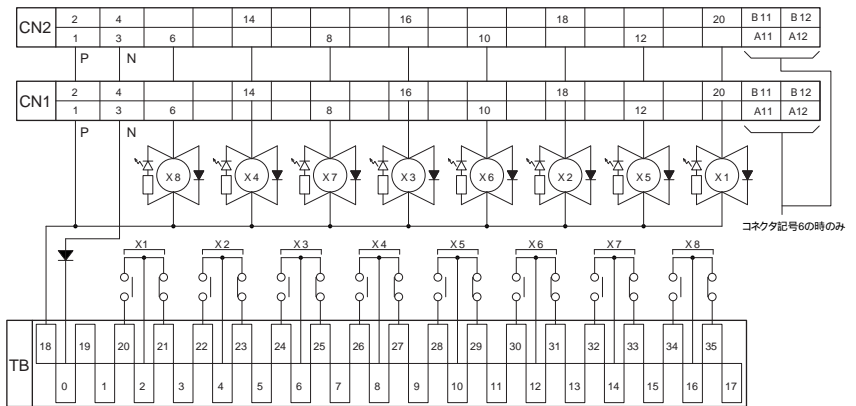 CN2 2 4 14 16 18 20 B11 B12
1 3 6 8 10 12 A11 A12
P N
CN1 2 4 14 16 18 20 B11 B12
1 3 6 8 10 12 A11 A12
P N
X8 X4 X7 X3 X6 X2 X5 X1
コネクタ記号6の時のみ
X1 X2 X3 X4 X5 X6 X7 X8
TB
18 19 20 21 22 23 24 25 26 27 28 29 30 31 32 33 34 35
0 1 2 3 4 5 6 7 8 9 10 11 12 13 14 15 16 17